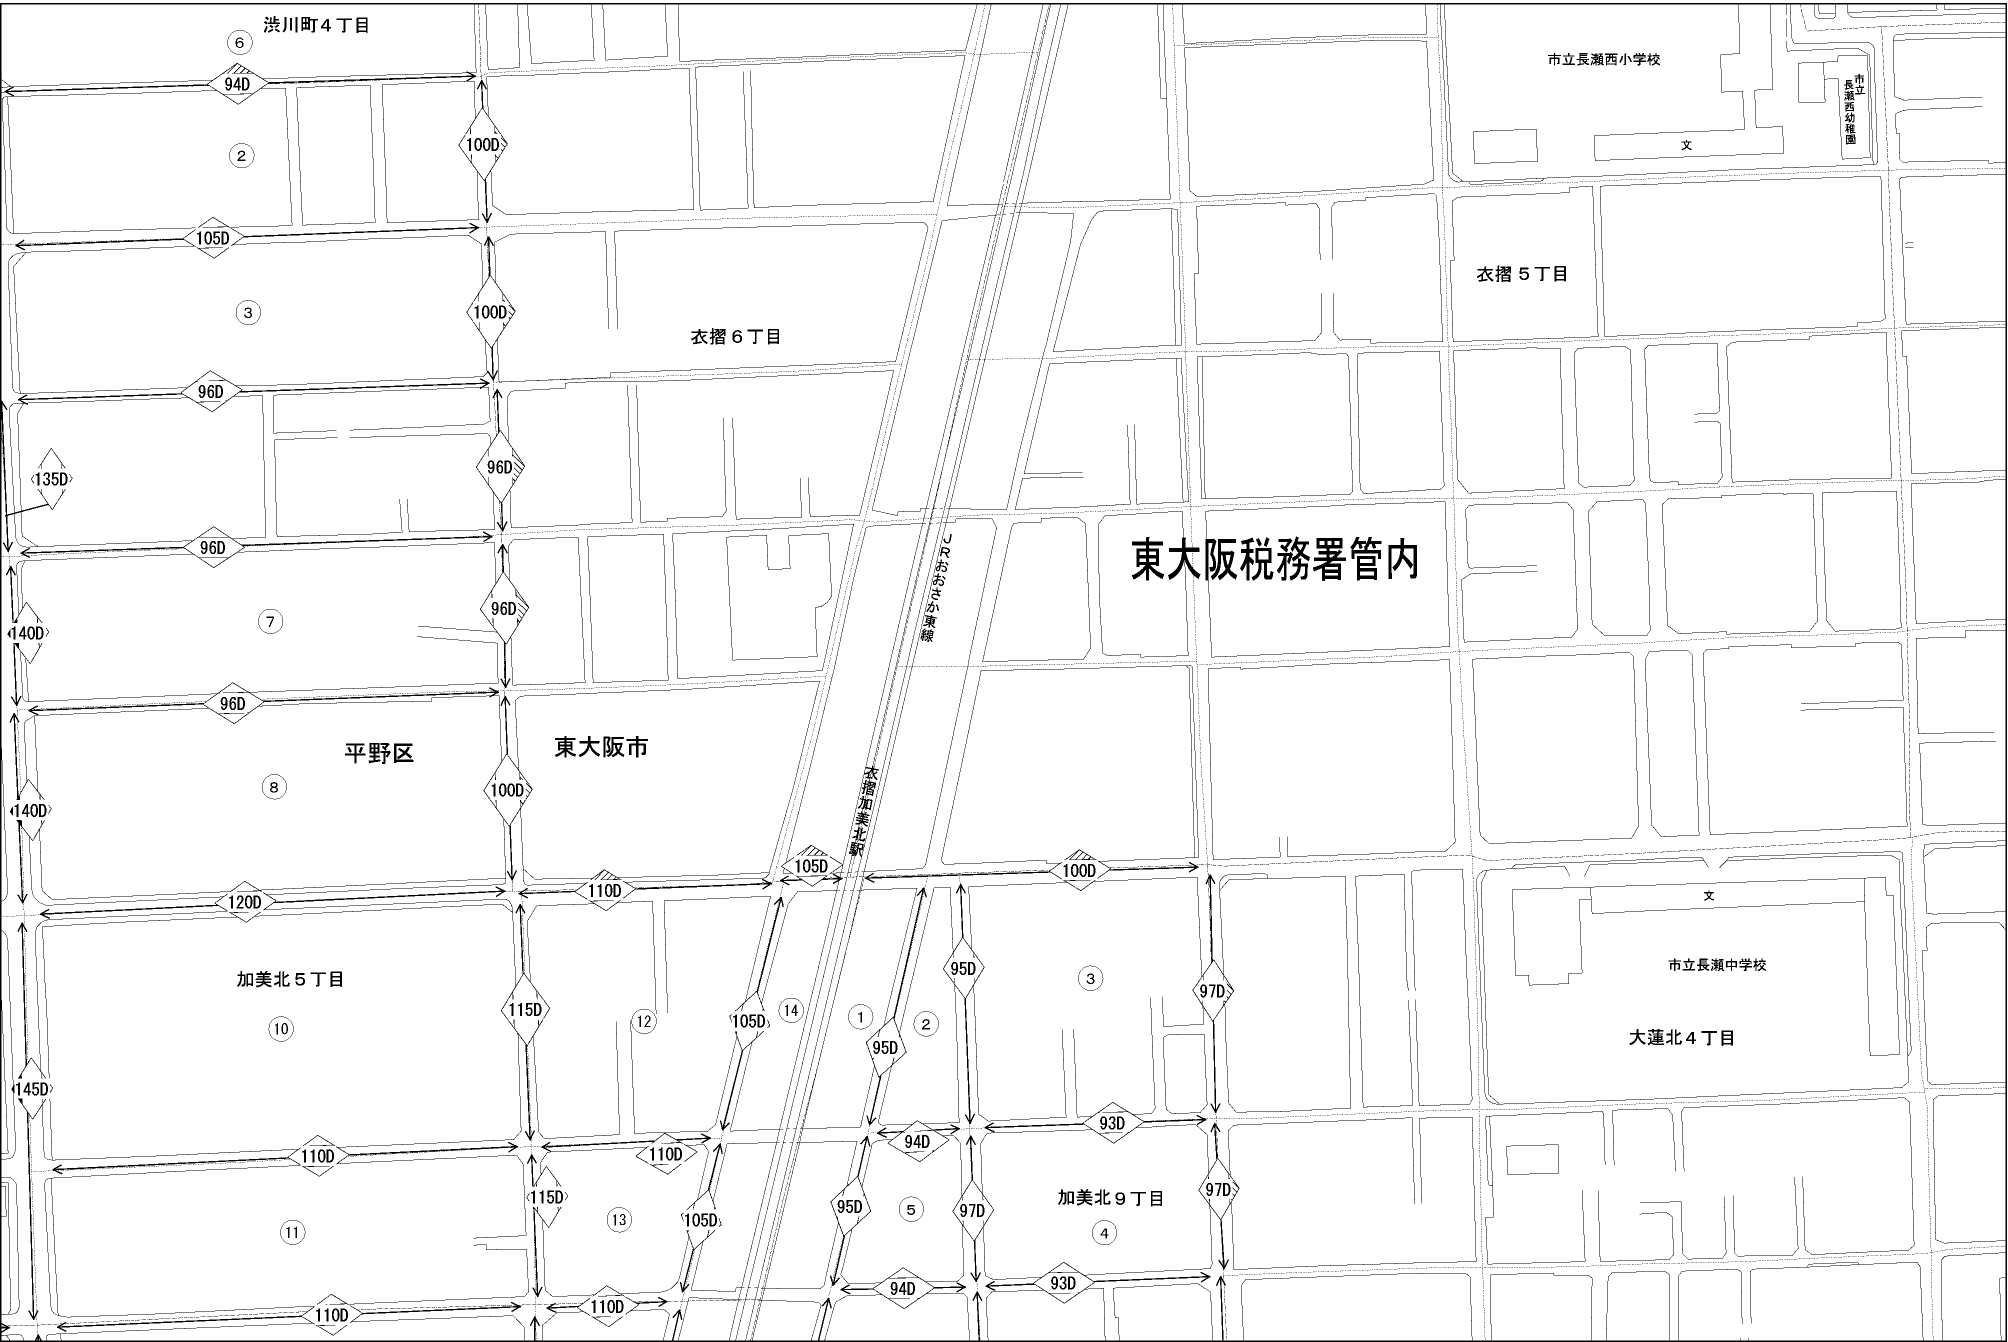 渋川町４丁目
⑥
94D
市立長瀬西小学校
市立
長瀬西幼稚園
文
100D
②
105D
衣摺５丁目
③
100D
衣摺６丁目
96D
96D
135D
96D
JRおおさか東線
東大阪税務署管内
96D
⑦
140D
96D
平野区
東大阪市
⑧
100D
140D
衣摺加美北駅
105D
100D
110D
120D
文
市立長瀬中学校
加美北５丁目
95D
③
97D
115D
⑩
⑫
105D
⑭
①
②
95D
大蓮北４丁目
145D
110D
110D
94D
93D
115D
105D
95D
97D
加美北９丁目
97D
⑪
⑬
⑤
④
110D
110D
94D
93D